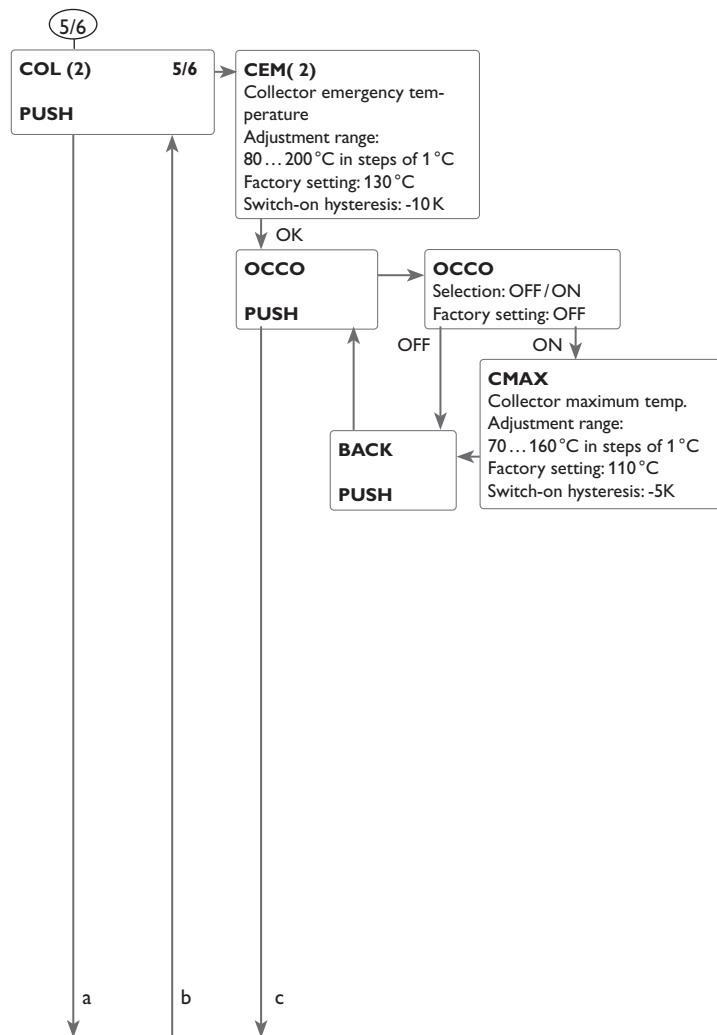 5/6
COL (2) 5/6
PUSH
CEM( 2)
Collector emergency tem-
perature
Adjustment range:
80 … 200 °C in steps of 1 °C
Factory setting: 130 °C
Switch-on hysteresis: -10 K
OK
OCCO
PUSH
OCCO
Selection: OFF / ON
Factory setting: OFF
OFF
ON
CMAX
Collector maximum temp.
Adjustment range:
70 … 160 °C in steps of 1 °C
Factory setting: 110 °C
Switch-on hysteresis: -5K
BACK
PUSH
a b c